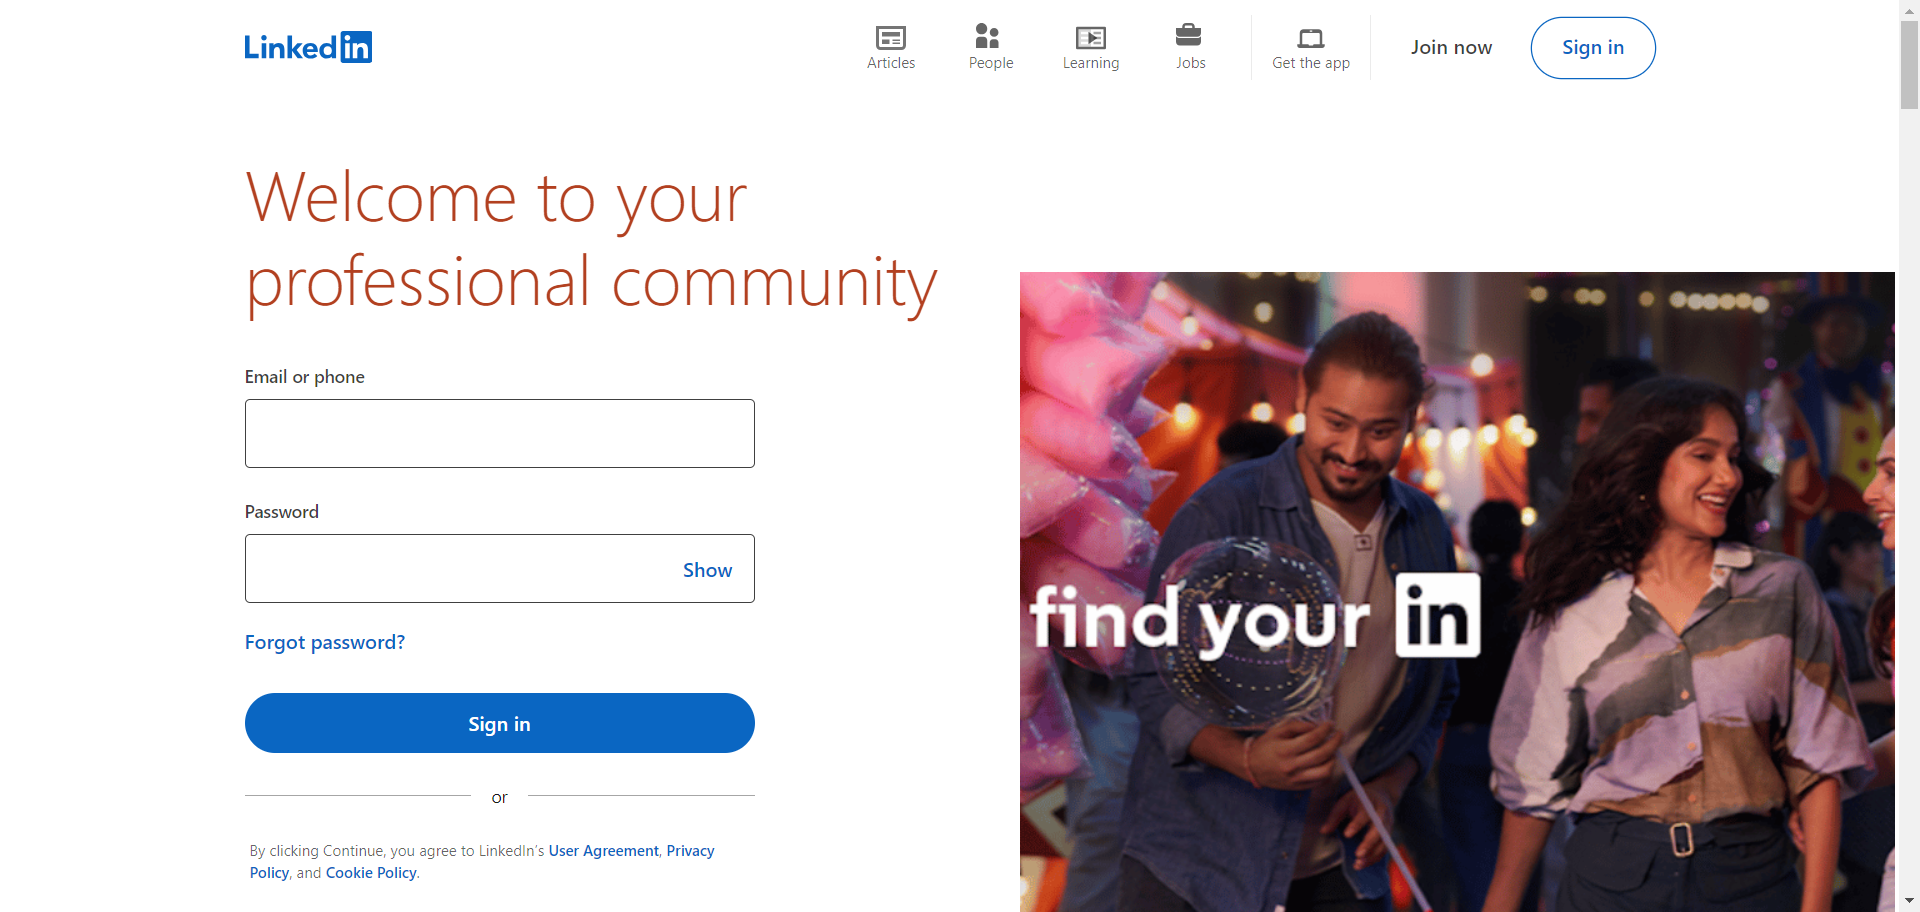 Linked in
Articles
People
Learning
Jobs
Get the app
Join now
Sign in
Welcome to your
professional community
Email or phone
Password
Show
Forgot password?
Sign in
or
By clicking Continue, you agree to LinkedIn's User Agreement, Privacy
Policy, and Cookie Policy.
find your in